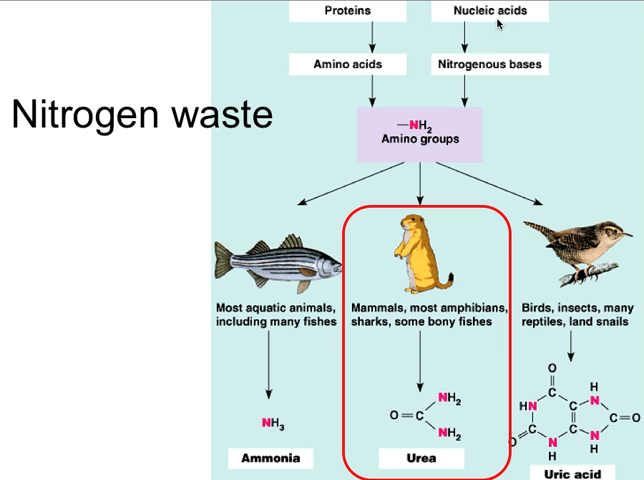 Proteins
Nucleic acids
Amino acids
Nitrogenous bases
Nitrogen waste
—NH₂
Amino groups
Most aquatic animals,
including many fishes
Mammals, most amphibians,
sharks, some bony fishes
Birds, insects, many
reptiles, land snails
NH₃
Ammonia
NH₂
O=C
NH₂
Urea
O
C
H
N
HN
C
C=O
C
C
O
N
N
H
H
Uric acid